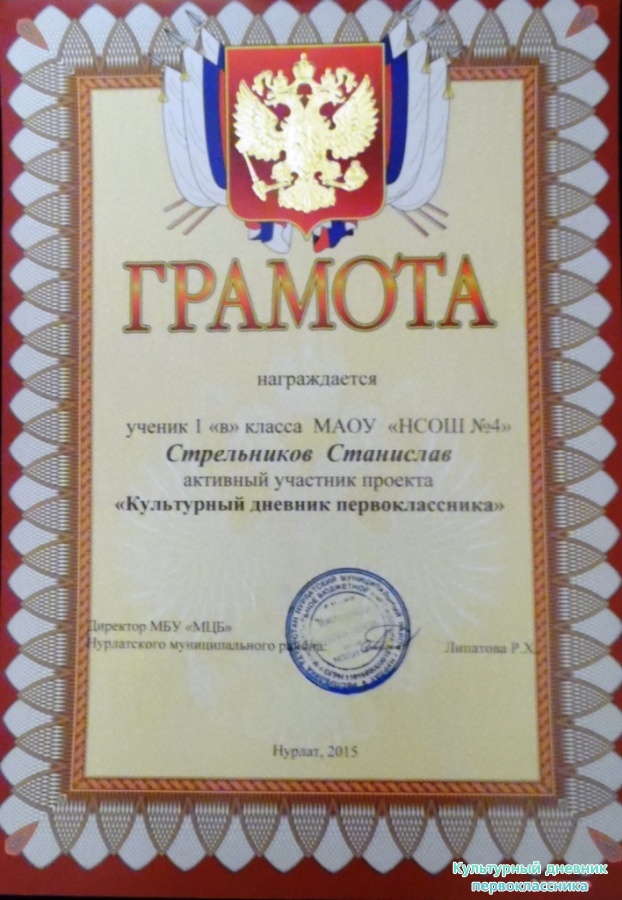 ГРАМОТА
награждается
ученик 1 «в» класса МАОУ «НСОШ №4»
Стрельников Станислав
активный участник проекта
«Культурный дневник первоклассника»
Директор МБУ «МЦБ»
Нурлатского муниципального района:
Липатова Р.Х.
Нурлат, 2015
Культурный дневник
первоклассника